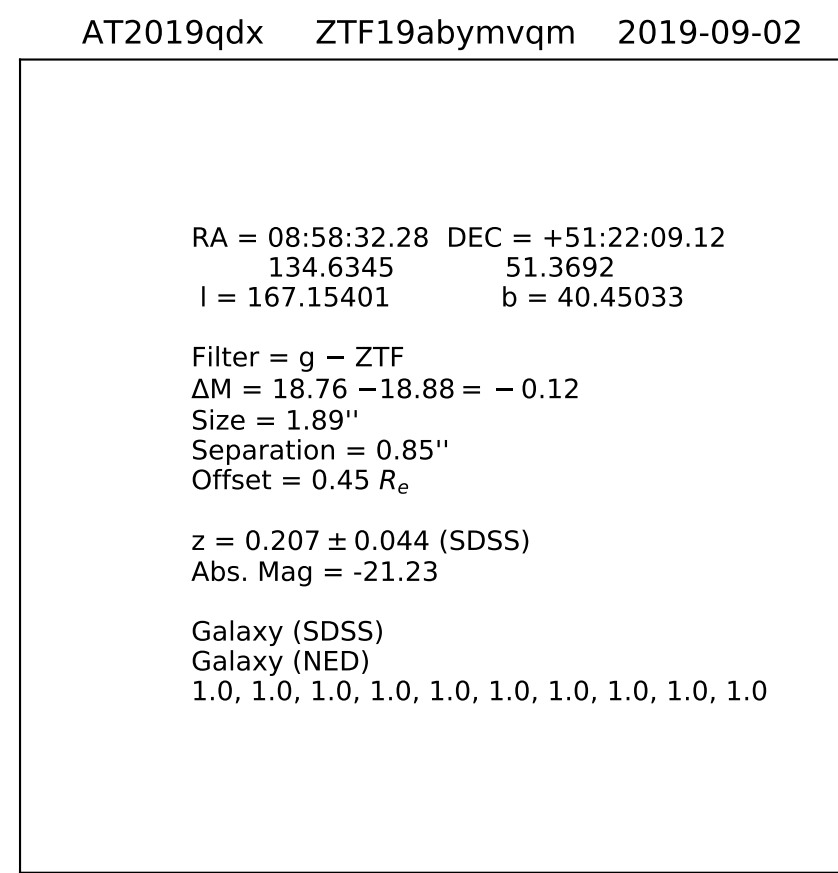 AT2019qdx ZTF19abymvqm 2019-09-02
RA = 08:58:32.28 DEC = +51:22:09.12
134.6345 51.3692
l = 167.15401 b = 40.45033
Filter = g − ZTF
ΔM = 18.76 −18.88 = − 0.12
Size = 1.89''
Separation = 0.85''
Offset = 0.45 Rₑ
z = 0.207 ± 0.044 (SDSS)
Abs. Mag = -21.23
Galaxy (SDSS)
Galaxy (NED)
1.0, 1.0, 1.0, 1.0, 1.0, 1.0, 1.0, 1.0, 1.0, 1.0